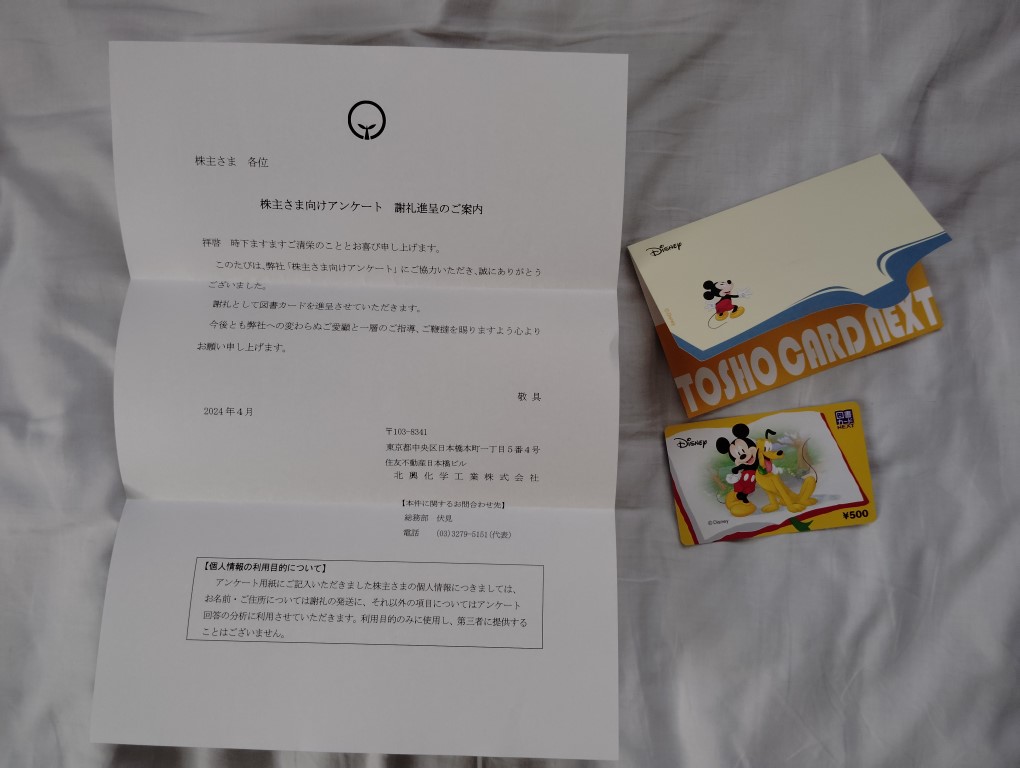 株主さま 各位
株主さま向けアンケート 謝礼進呈のご案内
拝啓 時下ますますご清栄のこととお喜び申し上げます。
このたびは、弊社「株主さま向けアンケート」にご協力いただき、誠にありがとう
ございました。
謝礼として図書カードを進呈させていただきます。
今後とも弊社への変わらぬご愛顧と一層のご指導、ご鞭撻を賜りますよう心より
お願い申し上げます。
敬具
2024年4月
〒103-8341
東京都中央区日本橋本町一丁目5番4号
住友不動産日本橋ビル
北興化学工業株式会社
【本件に関するお問合わせ先】
総務部 伏見
電話 (03)3279-5151(代表)
【個人情報の利用目的について】
アンケート用紙にご記入いただきました株主さまの個人情報につきましては、
お名前・ご住所については謝礼の発送に、それ以外の項目についてはアンケート
回答の分析に利用させていただきます。利用目的のみに使用し、第三者に提供する
ことはございません。
Disney
TOSHO CARD NEXT
Disney
図書
カード
NEXT
© Disney
¥500